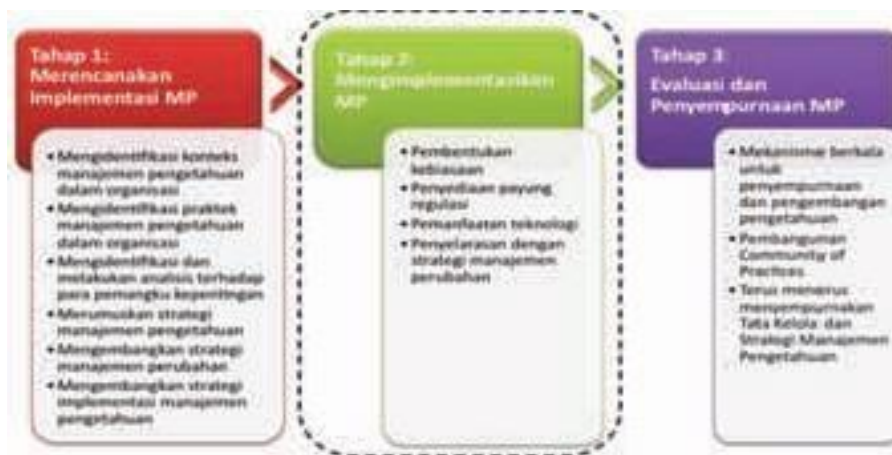 Tahap 1:
Merencanakan
Implementasi MP
• Mengidentifikasi konteks
manajemen pengetahuan
dalam organisasi
• Mengidentifikasi praktek
manajemen pengetahuan
dalam organisasi
• Mengidentifikasi dan
melakukan analisis terhadap
para pemangku kepentingan
• Merumuskan strategi
manajemen pengetahuan
• Mengembangkan strategi
manajemen perubahan
• Mengembangkan strategi
implementasi manajemen
pengetahuan
Tahap 2:
Mengimplementasikan
MP
• Pembentukan
kebiasaan
• Penyediaan payung
regulasi
• Pemanfaatan teknologi
• Penyelarasan dengan
strategi manajemen
perubahan
Tahap 3
Evaluasi dan
Penyempurnaan MP
• Mekanisme berkala
untuk
penyempurnaan
dan pengembangan
pengetahuan
• Pembangunan
Community of
Practices
• Terus menerus
menyempurnakan
Tata Kelola dan
Strategi Manajemen
Pengetahuan